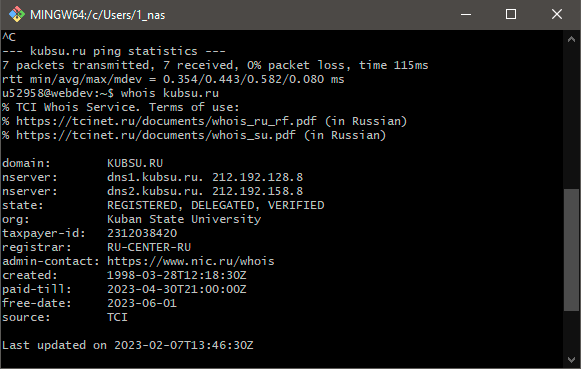 MINGW64:/c/Users/1_nas
^C
--- kubsu.ru ping statistics ---
7 packets transmitted, 7 received, 0% packet loss, time 115ms
rtt min/avg/max/mdev = 0.354/0.443/0.582/0.080 ms
u52958@webdev:~$ whois kubsu.ru
% TCI Whois Service. Terms of use:
% https://tcinet.ru/documents/whois_ru_rf.pdf (in Russian)
% https://tcinet.ru/documents/whois_su.pdf (in Russian)
domain: KUBSU.RU
nserver: dns1.kubsu.ru. 212.192.128.8
nserver: dns2.kubsu.ru. 212.192.158.8
state: REGISTERED, DELEGATED, VERIFIED
org: Kuban State University
taxpayer-id: 2312038420
registrar: RU-CENTER-RU
admin-contact: https://www.nic.ru/whois
created: 1998-03-28T12:18:30Z
paid-till: 2023-04-30T21:00:00Z
free-date: 2023-06-01
source: TCI
Last updated on 2023-02-07T13:46:30Z